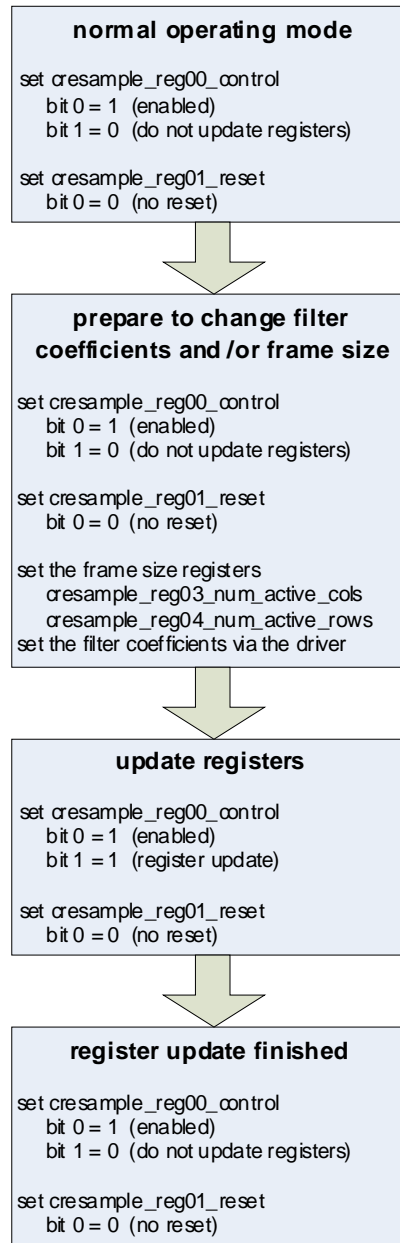 normal operating mode
set cresample_reg00_control
bit 0 = 1 (enabled)
bit 1 = 0 (do not update registers)
set cresample_reg01_reset
bit 0 = 0 (no reset)
prepare to change filter
coefficients and /or frame size
set cresample_reg00_control
bit 0 = 1 (enabled)
bit 1 = 0 (do not update registers)
set cresample_reg01_reset
bit 0 = 0 (no reset)
set the frame size registers
cresample_reg03_num_active_cols
cresample_reg04_num_active_rows
set the filter coefficients via the driver
update registers
set cresample_reg00_control
bit 0 = 1 (enabled)
bit 1 = 1 (register update)
set cresample_reg01_reset
bit 0 = 0 (no reset)
register update finished
set cresample_reg00_control
bit 0 = 1 (enabled)
bit 1 = 0 (do not update registers)
set cresample_reg01_reset
bit 0 = 0 (no reset)